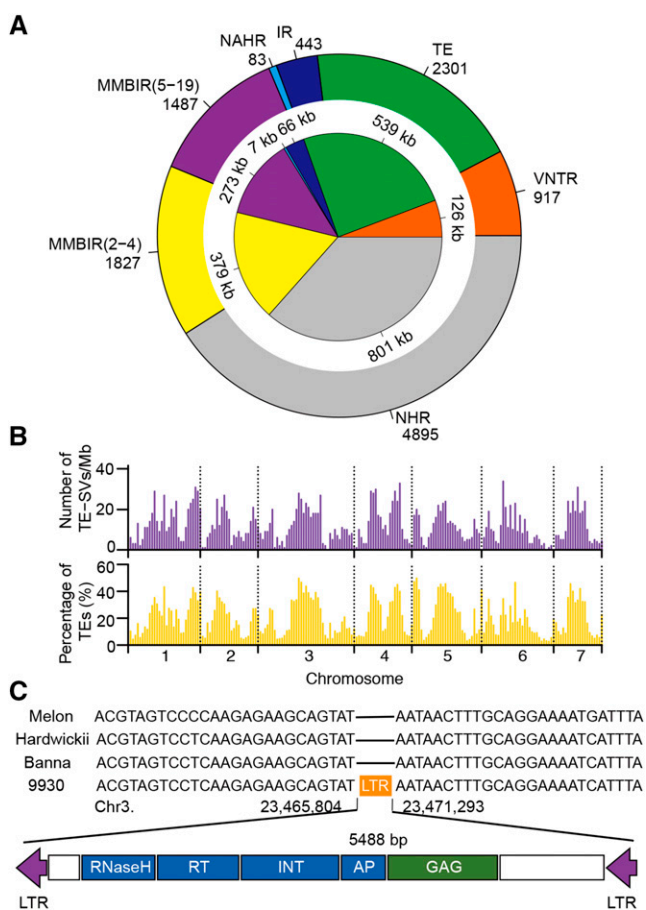 A
NAHR
83
IR
443
TE
2301
MMBIR(5−19)
1487
VNTR
917
MMBIR(2−4)
1827
NHR
4895
7 kb
66 kb
539 kb
273 kb
126 kb
379 kb
801 kb
B
Number of
TE-SVs/Mb
40
20
0
Percentage of
TEs (%)
60
40
20
0
1 2 3 4 5 6 7
Chromosome
C
Melon ACGTAGTCCCCAAGAGAAGCAGTAT AATAACTTTGCAGGAAAATGATTTA
Hardwickii ACGTAGTCCTCAAGAGAAGCAGTAT AATAACTTTGCAGGAAAATCATTTA
Banna ACGTAGTCCTCAAGAGAAGCAGTAT AATAACTTTGCAGGAAAATCATTTA
9930 ACGTAGTCCTCAAGAGAAGCAGTAT LTR AATAACTTTGCAGGAAAATCATTTA
Chr3. 23,465,804 23,471,293
5488 bp
RNaseH RT INT AP GAG
LTR LTR